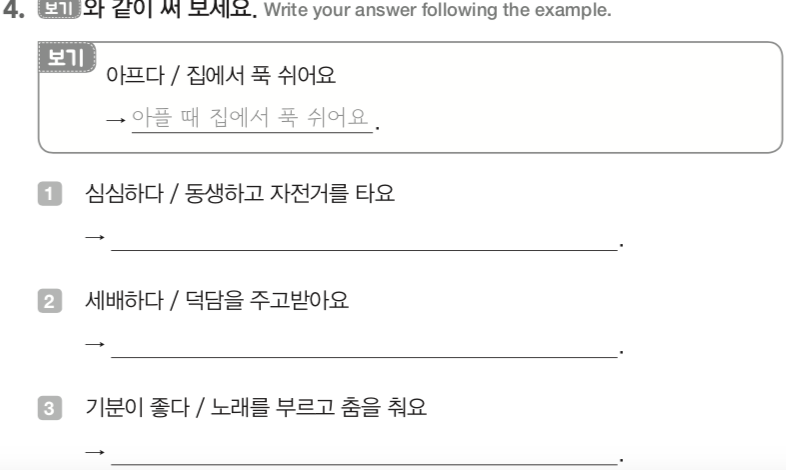 4. 보기 와 같이 써 보세요. Write your answer following the example.
보기
아프다 / 집에서 푹 쉬어요
→ 아플 때 집에서 푹 쉬어요.
1 심심하다 / 동생하고 자전거를 타요
→ .
2 세배하다 / 덕담을 주고받아요
→ .
3 기분이 좋다 / 노래를 부르고 춤을 춰요
→ .